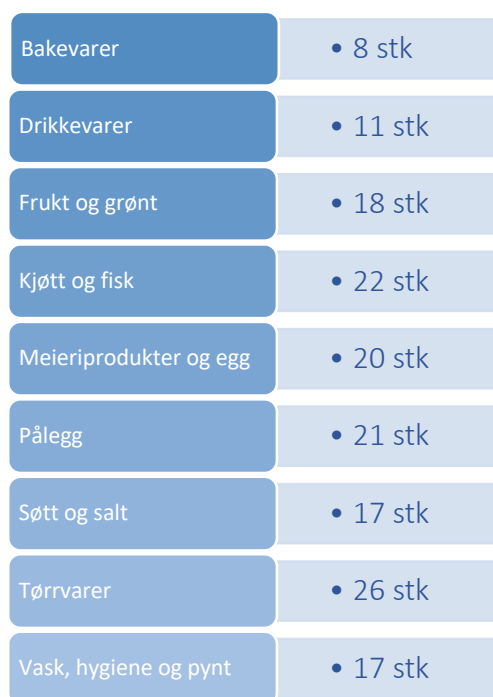 Bakevarer • 8 stk
Drikkevarer • 11 stk
Frukt og grønt • 18 stk
Kjøtt og fisk • 22 stk
Meieriprodukter og egg • 20 stk
Pålegg • 21 stk
Søtt og salt • 17 stk
Tørrvarer • 26 stk
Vask, hygiene og pynt • 17 stk